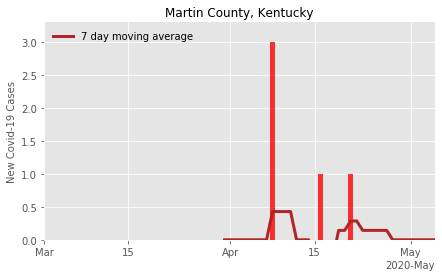 Martin County, Kentucky
7 day moving average
New Covid-19 Cases
3.0
2.5
2.0
1.5
1.0
0.5
0.0
Mar
15
Apr
15
May
2020-May